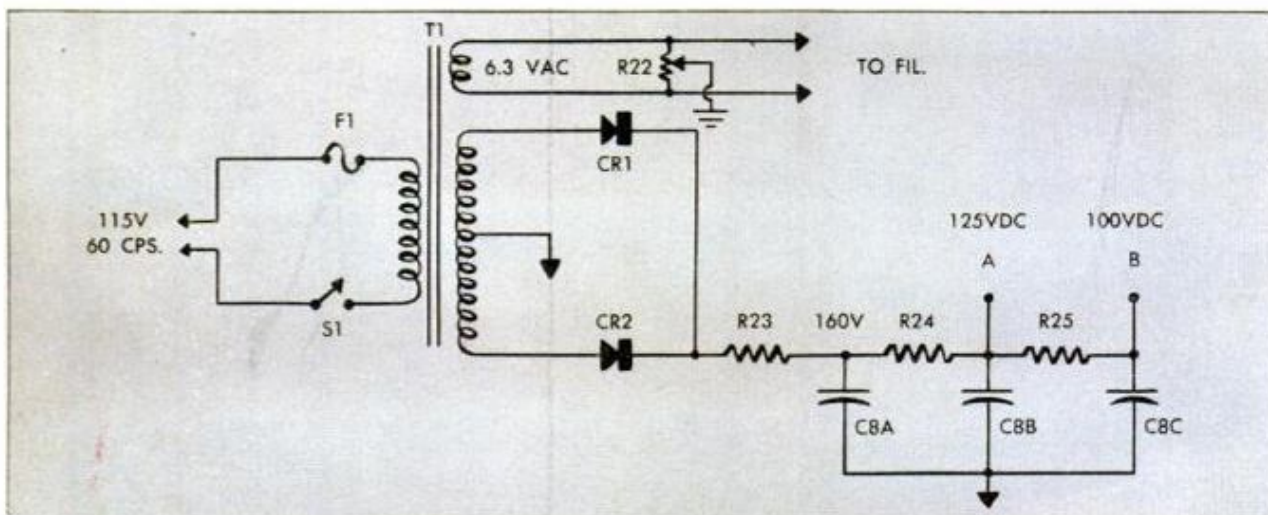 T1
6.3 VAC
R22
TO FIL.
F1
CR1
115V
60 CPS.
125VDC
100VDC
A
B
S1
CR2
R23
160V
R24
R25
C8A
C8B
C8C